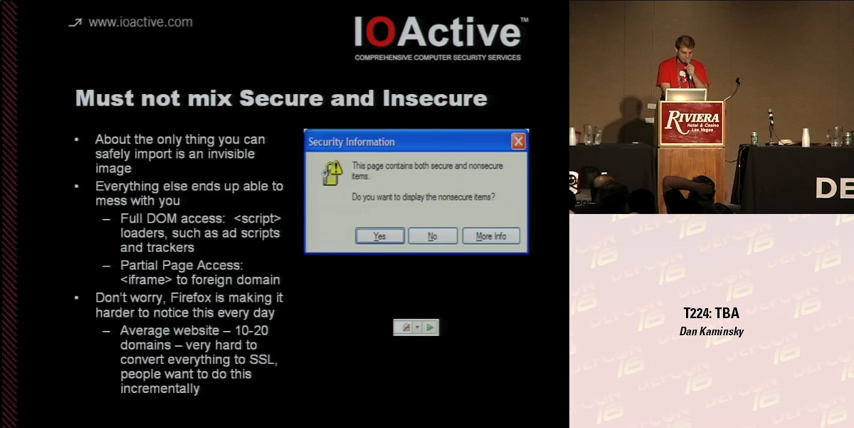 www.ioactive.com
IOActive™
COMPREHENSIVE COMPUTER SECURITY SERVICES
Must not mix Secure and Insecure
• About the only thing you can
safely import is an invisible
image
• Everything else ends up able to
mess with you
– Full DOM access: <script>
loaders, such as ad scripts
and trackers
– Partial Page Access:
<iframe> to foreign domain
• Don't worry, Firefox is making it
harder to notice this every day
– Average website – 10-20
domains – very hard to
convert everything to SSL,
people want to do this
incrementally
Security Information
This page contains both secure and nonsecure
items.
Do you want to display the nonsecure items?
Yes
No
More Info
RIVIERA
Hotel & Casino
Las Vegas
DE
T224: TBA
Dan Kaminsky
DEFCON
16